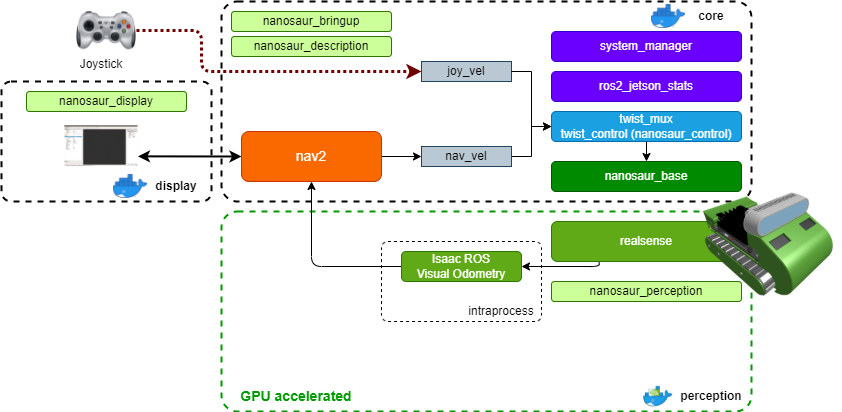 nanosaur_bringup
core
nanosaur_description
system_manager
Joystick
joy_vel
ros2_jetson_stats
nanosaur_display
twist_mux
twist_control (nanosaur_control)
nav2
nav_vel
display
nanosaur_base
realsense
Isaac ROS
Visual Odometry
nanosaur_perception
intraprocess
GPU accelerated
perception